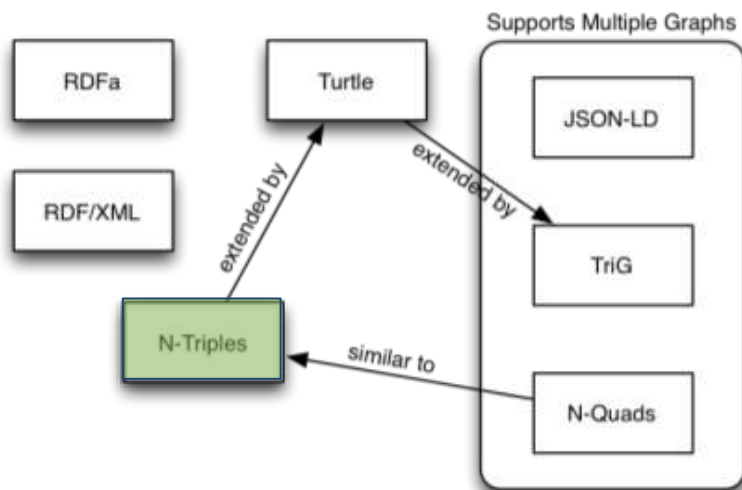 Supports Multiple Graphs
RDFa
Turtle
JSON-LD
extended by
extended by
RDF/XML
TriG
N-Triples
similar to
N-Quads